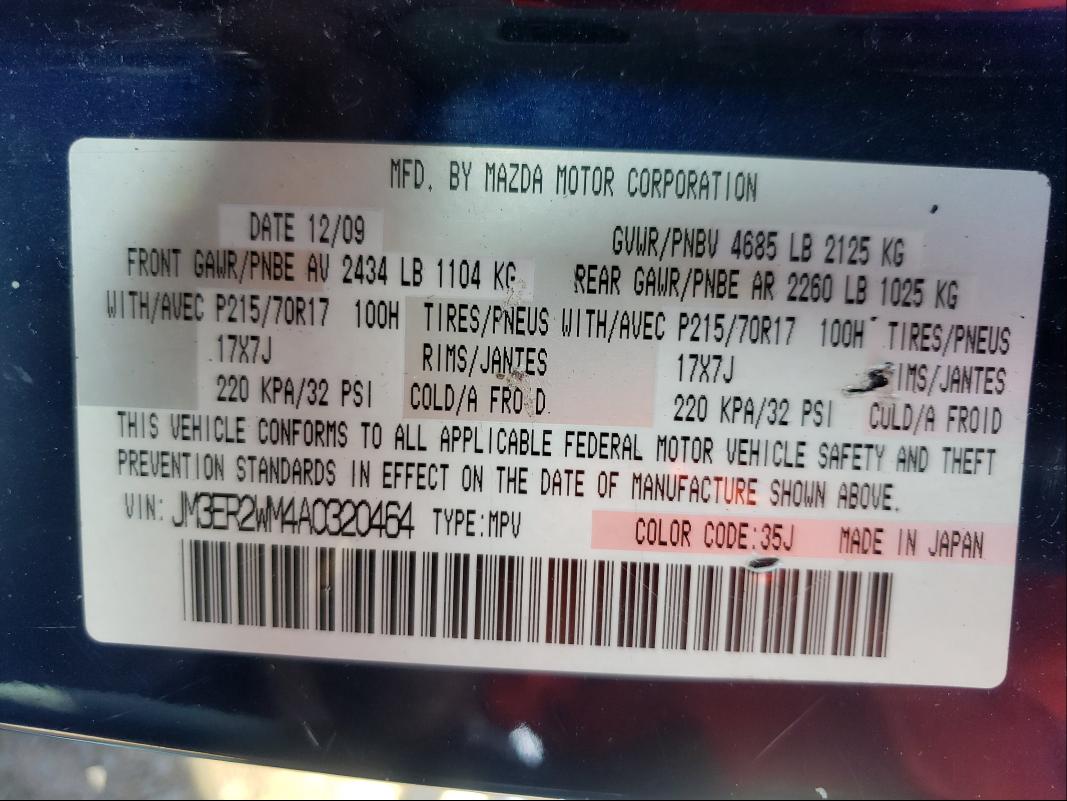 MFD. BY MAZDA MOTOR CORPORATION
DATE 12/09 GVWR/PNBV 4685 LB 2125 KG
FRONT GAWR/PNBE AV 2434 LB 1104 KG REAR GAWR/PNBE AR 2260 LB 1025 KG
WITH/AVEC P215/70R17 100H TIRES/PNEUS WITH/AVEC P215/70R17 100H TIRES/PNEUS
17X7J RIMS/JANTES 17X7J RIMS/JANTES
220 KPA/32 PSI COLD/A FROID 220 KPA/32 PSI COLD/A FROID
THIS VEHICLE CONFORMS TO ALL APPLICABLE FEDERAL MOTOR VEHICLE SAFETY AND THEFT
PREVENTION STANDARDS IN EFFECT ON THE DATE OF MANUFACTURE SHOWN ABOVE.
VIN: JM3ER2WM4A0320464 TYPE:MPV COLOR CODE:35J MADE IN JAPAN